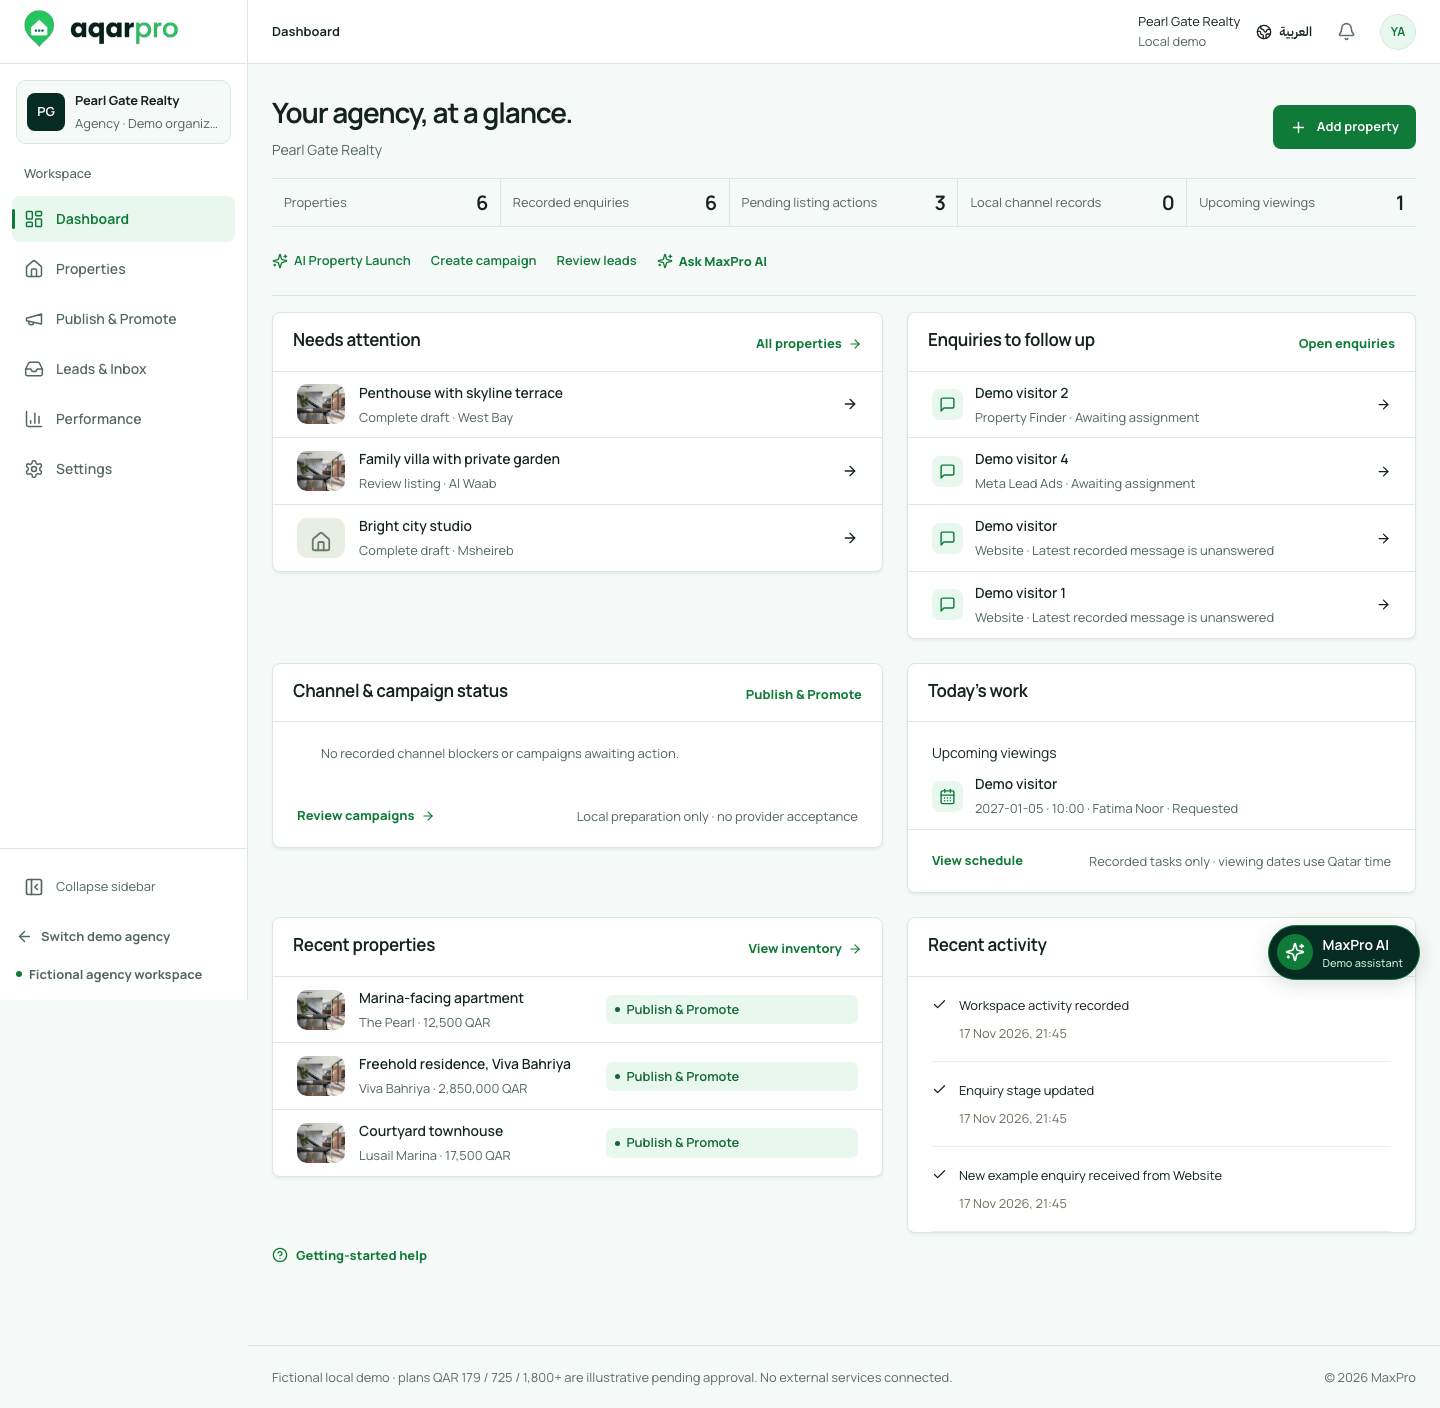 aqarpro
Dashboard
Pearl Gate Realty
Local demo
العربية
YA
PG
Pearl Gate Realty
Agency · Demo organiz...
Workspace
Dashboard
Properties
Publish & Promote
Leads & Inbox
Performance
Settings
Collapse sidebar
Switch demo agency
Fictional agency workspace
Your agency, at a glance.
Pearl Gate Realty
Add property
Properties 6
Recorded enquiries 6
Pending listing actions 3
Local channel records 0
Upcoming viewings 1
AI Property Launch
Create campaign
Review leads
Ask MaxPro AI
Needs attention
All properties
Penthouse with skyline terrace
Complete draft · West Bay
Family villa with private garden
Review listing · Al Waab
Bright city studio
Complete draft · Msheireb
Enquiries to follow up
Open enquiries
Demo visitor 2
Property Finder · Awaiting assignment
Demo visitor 4
Meta Lead Ads · Awaiting assignment
Demo visitor
Website · Latest recorded message is unanswered
Demo visitor 1
Website · Latest recorded message is unanswered
Channel & campaign status
Publish & Promote
No recorded channel blockers or campaigns awaiting action.
Review campaigns
Local preparation only · no provider acceptance
Today's work
Upcoming viewings
Demo visitor
2027-01-05 · 10:00 · Fatima Noor · Requested
View schedule
Recorded tasks only · viewing dates use Qatar time
Recent properties
View inventory
Marina-facing apartment
The Pearl · 12,500 QAR
Publish & Promote
Freehold residence, Viva Bahriya
Viva Bahriya · 2,850,000 QAR
Publish & Promote
Courtyard townhouse
Lusail Marina · 17,500 QAR
Publish & Promote
Recent activity
MaxPro AI
Demo assistant
Workspace activity recorded
17 Nov 2026, 21:45
Enquiry stage updated
17 Nov 2026, 21:45
New example enquiry received from Website
17 Nov 2026, 21:45
Getting-started help
Fictional local demo · plans QAR 179 / 725 / 1,800+ are illustrative pending approval. No external services connected.
© 2026 MaxPro